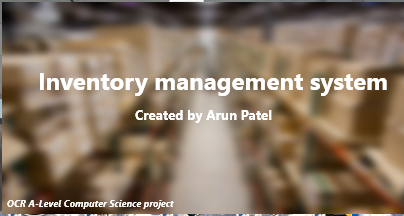 Inventory management system
Created by Arun Patel
OCR A-Level Computer Science project